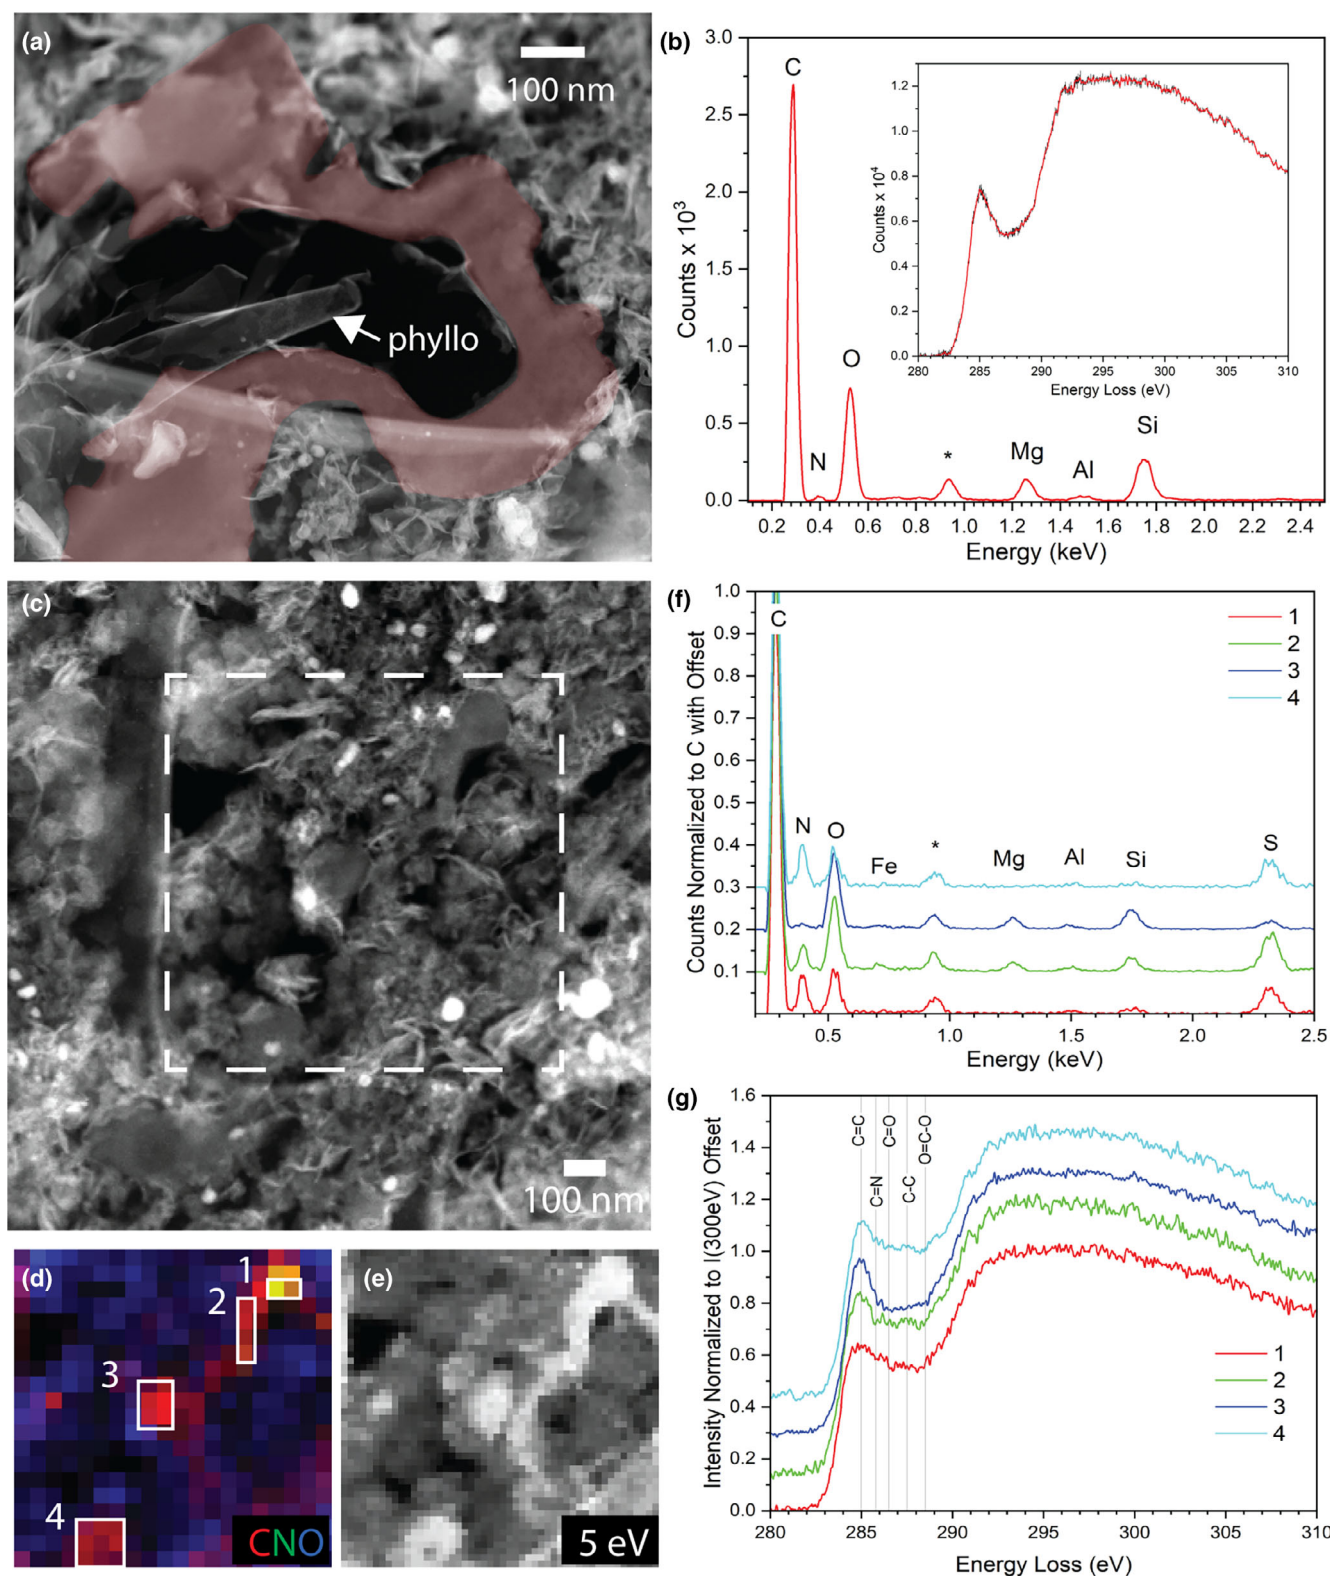 (a)
100 nm
phyllo
(b)
3.0
2.5
2.0
1.5
1.0
0.5
0.0
Counts x 10³
C
N
O
*
Mg
Al
Si
0.2 0.4 0.6 0.8 1.0 1.2 1.4 1.6 1.8 2.0 2.2 2.4
Energy (keV)
1.2
1.0
0.8
0.6
0.4
0.2
0.0
Counts x 10⁴
280 285 290 295 300 305 310
Energy Loss (eV)
(c)
100 nm
(d)
1
2
3
4
CNO
(e)
5 eV
(f)
1.0
0.9
0.8
0.7
0.6
0.5
0.4
0.3
0.2
0.1
Counts Normalized to C with Offset
C
N
O
Fe
*
Mg
Al
Si
S
1
2
3
4
0.5 1.0 1.5 2.0 2.5
Energy (keV)
(g)
1.6
1.4
1.2
1.0
0.8
0.6
0.4
0.2
0.0
Intensity Normalized to I(300eV) Offset
C=C
C=N
C=O
C-C
O=C-O
1
2
3
4
280 285 290 295 300 305 310
Energy Loss (eV)